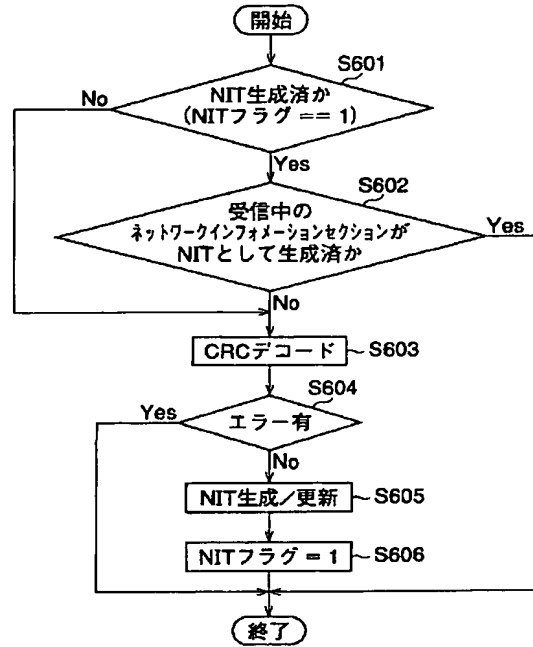 開始
S601
NIT生成済か
(NITフラグ == 1)
No
Yes
S602
受信中の
ネットワークインフォメーションセクションが
NITとして生成済か
Yes
No
CRCデコード
S603
S604
エラー有
Yes
No
NIT生成/更新
S605
NITフラグ = 1
S606
終了